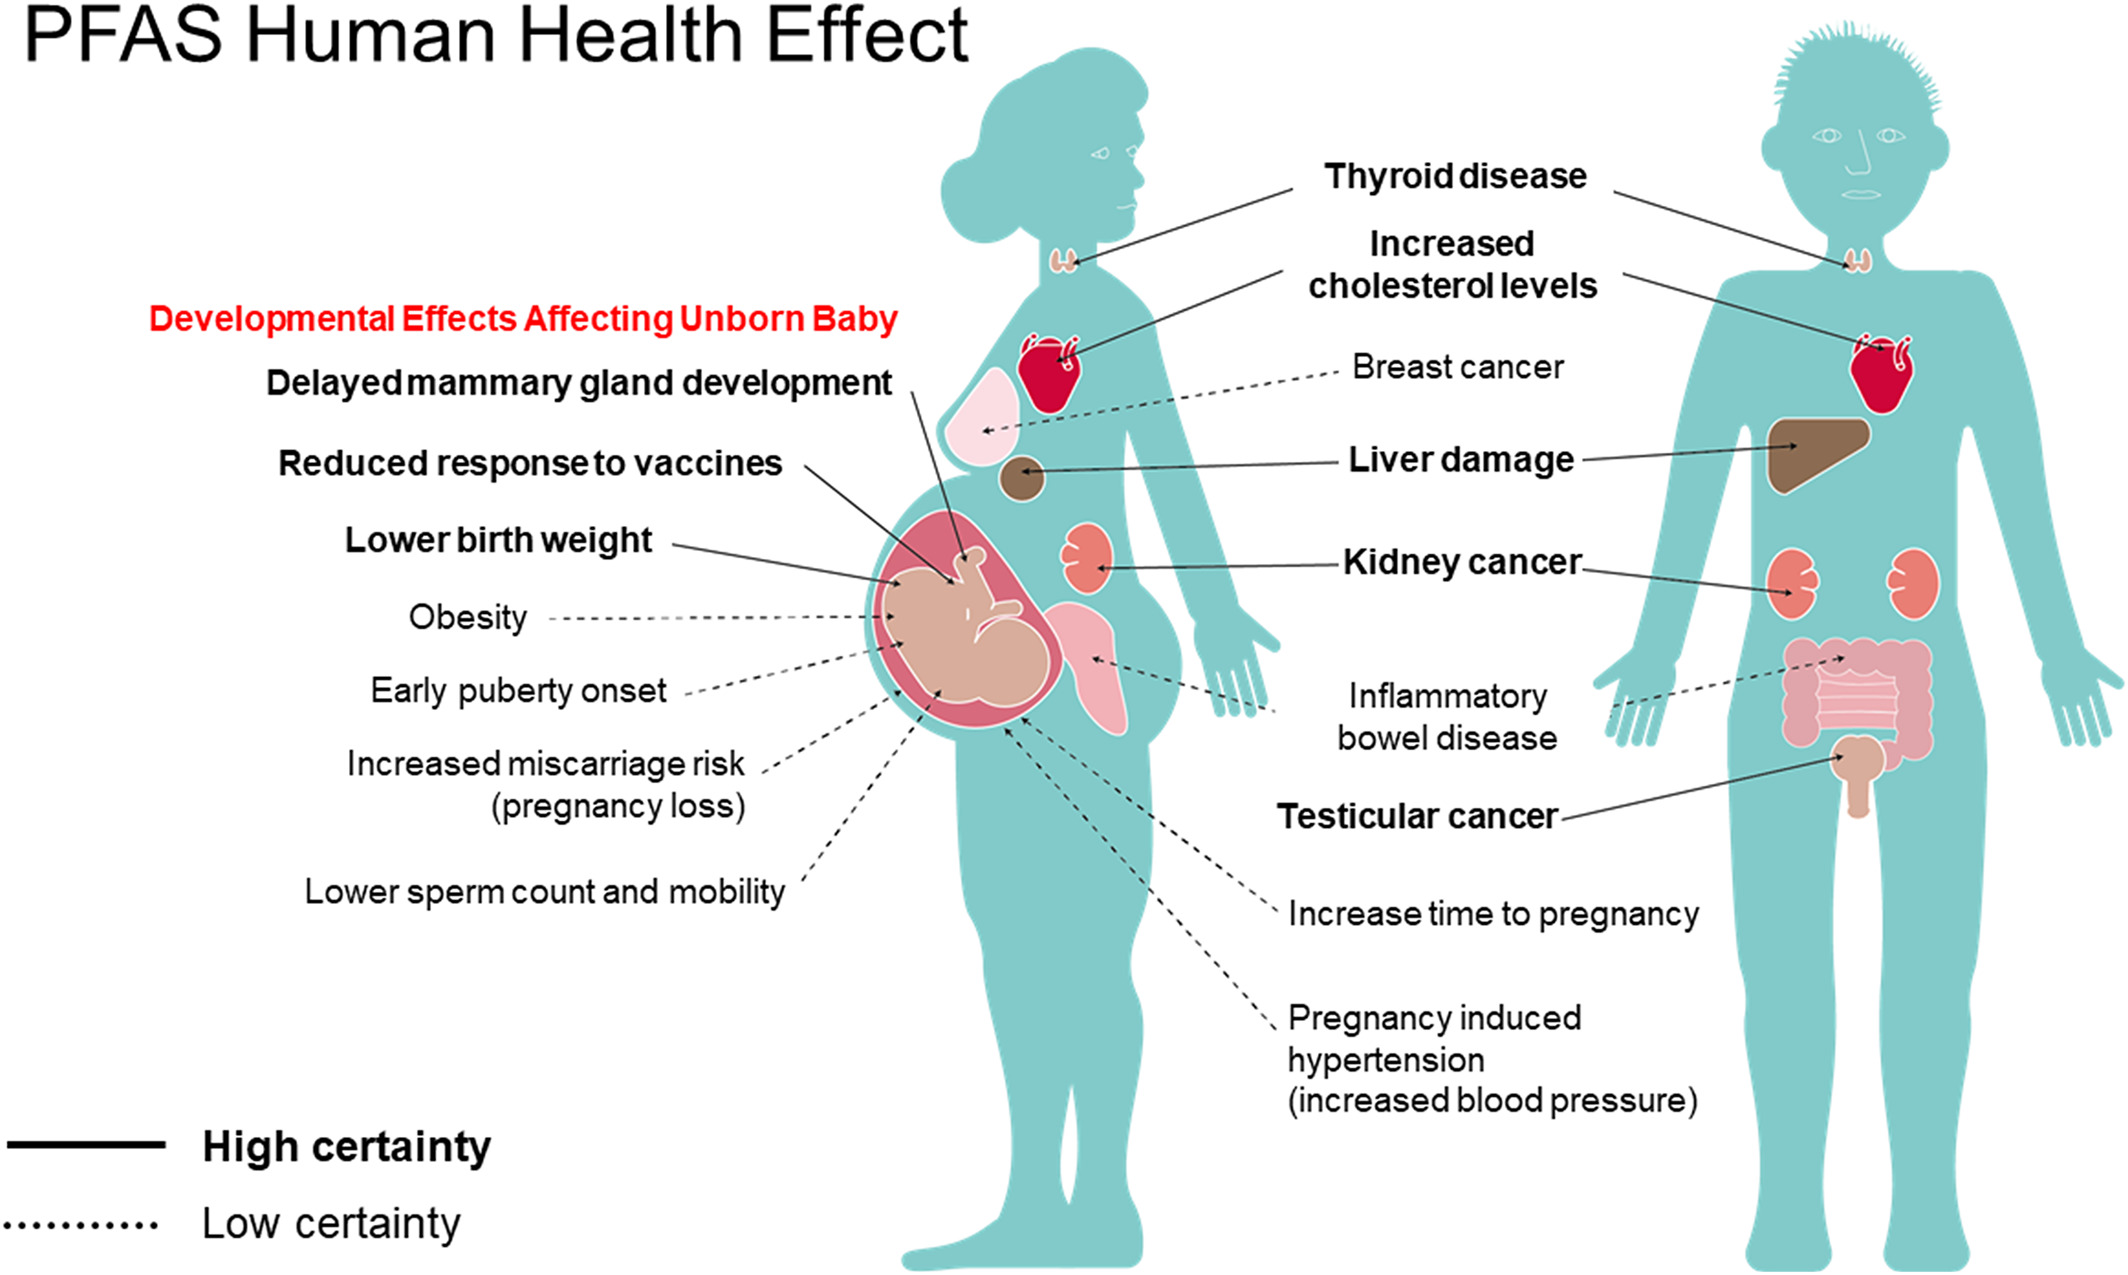 PFAS Human Health Effect
Developmental Effects Affecting Unborn Baby
Delayed mammary gland development
Reduced response to vaccines
Lower birth weight
Obesity
Early puberty onset
Increased miscarriage risk
(pregnancy loss)
Lower sperm count and mobility
Thyroid disease
Increased
cholesterol levels
Breast cancer
Liver damage
Kidney cancer
Inflammatory
bowel disease
Testicular cancer
Increase time to pregnancy
Pregnancy induced
hypertension
(increased blood pressure)
High certainty
Low certainty